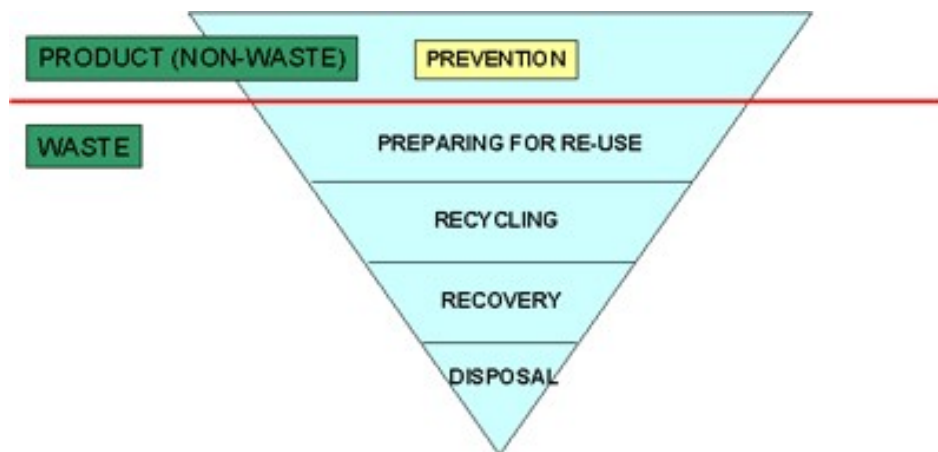 PRODUCT (NON-WASTE)
PREVENTION
WASTE
PREPARING FOR RE-USE
RECYCLING
RECOVERY
DISPOSAL